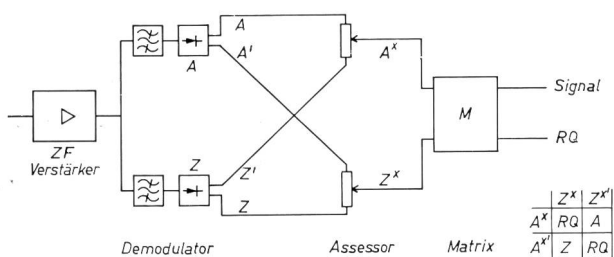 A
A'
A
A^x
ZF
Verstärker
M
Signal
RQ
Z
Z'
Z
Z^x
Z^x Z^x'
A^x RQ A
A^x' Z RQ
Demodulator Assessor Matrix